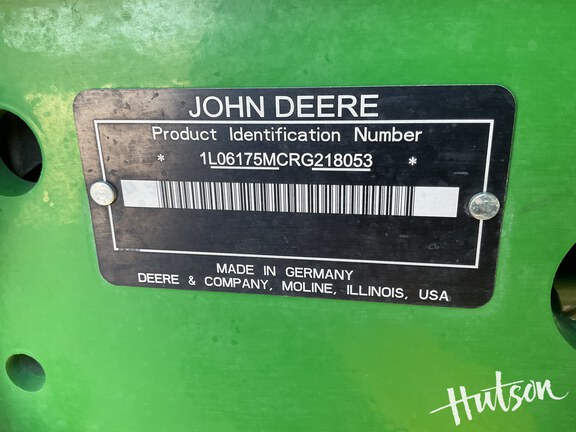 JOHN DEERE
Product Identification Number
* 1L06175MCRG218053 *
MADE IN GERMANY
DEERE & COMPANY, MOLINE, ILLINOIS, USA
Hutson